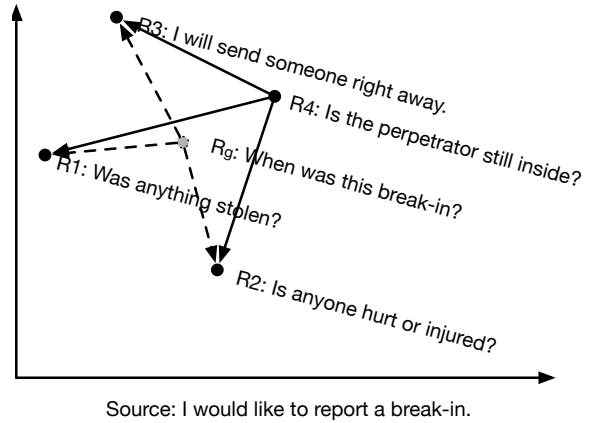 R3: I will send someone right away.
R4: Is the perpetrator still inside?
Rg: When was this break-in?
R1: Was anything stolen?
R2: Is anyone hurt or injured?
Source: I would like to report a break-in.